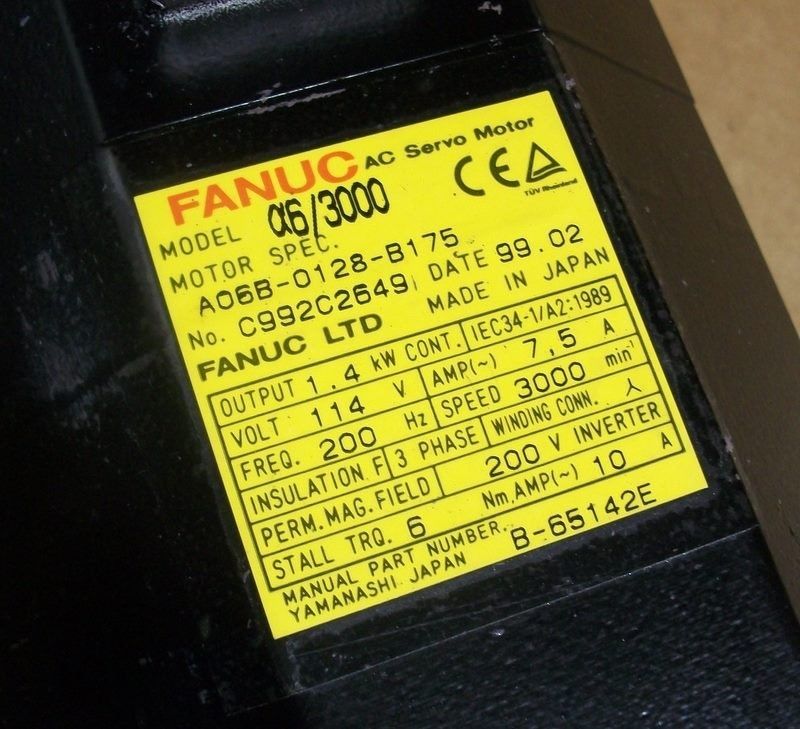 FANUC AC Servo Motor
CE TÜV Rheinland
MODEL α6/3000
MOTOR SPEC.
A06B-0128-B175
No. C992C2649 DATE 99.02
FANUC LTD MADE IN JAPAN
OUTPUT 1.4 kW CONT. IEC34-1/A2:1989
VOLT 114 V AMP(~) 7,5 A
FREQ. 200 Hz SPEED 3000 min⁻¹
INSULATION F 3 PHASE WINDING CONN. 人
PERM. MAG. FIELD 200 V INVERTER
STALL TRQ. 6 Nm, AMP(~) 10 A
MANUAL PART NUMBER. B-65142E
YAMANASHI JAPAN